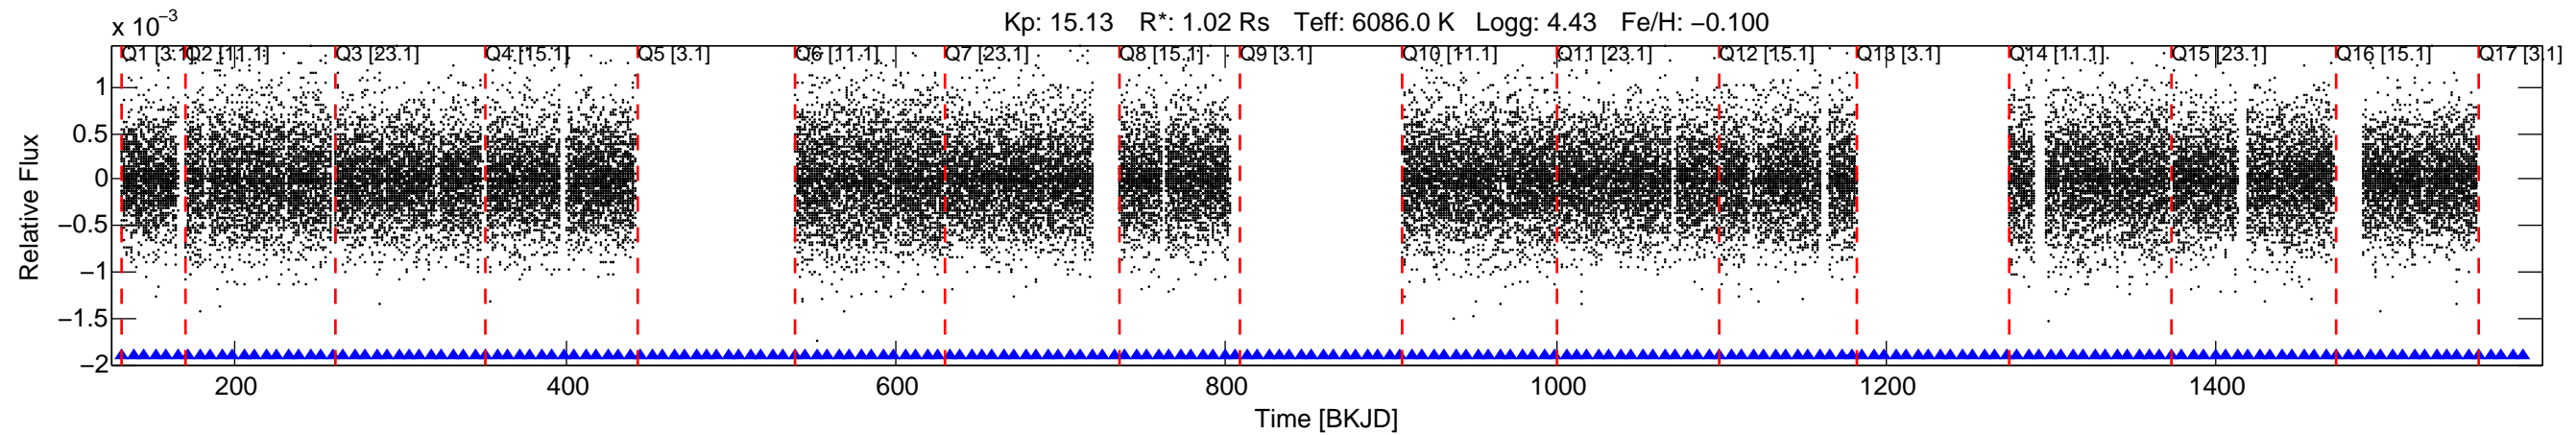 Kp: 15.13 R*: 1.02 Rs Teff: 6086.0 K Logg: 4.43 Fe/H: −0.100
x 10−3
Q1 [3.1] Q2 [11.1] Q3 [23.1] Q4 [15.1] Q5 [3.1] Q6 [11.1] Q7 [23.1] Q8 [15.1] Q9 [3.1] Q10 [11.1] Q11 [23.1] Q12 [15.1] Q13 [3.1] Q14 [11.1] Q15 [23.1] Q16 [15.1] Q17 [3.1]
1
0.5
0
−0.5
−1
−1.5
−2
Relative Flux
200 400 600 800 1000 1200 1400
Time [BKJD]